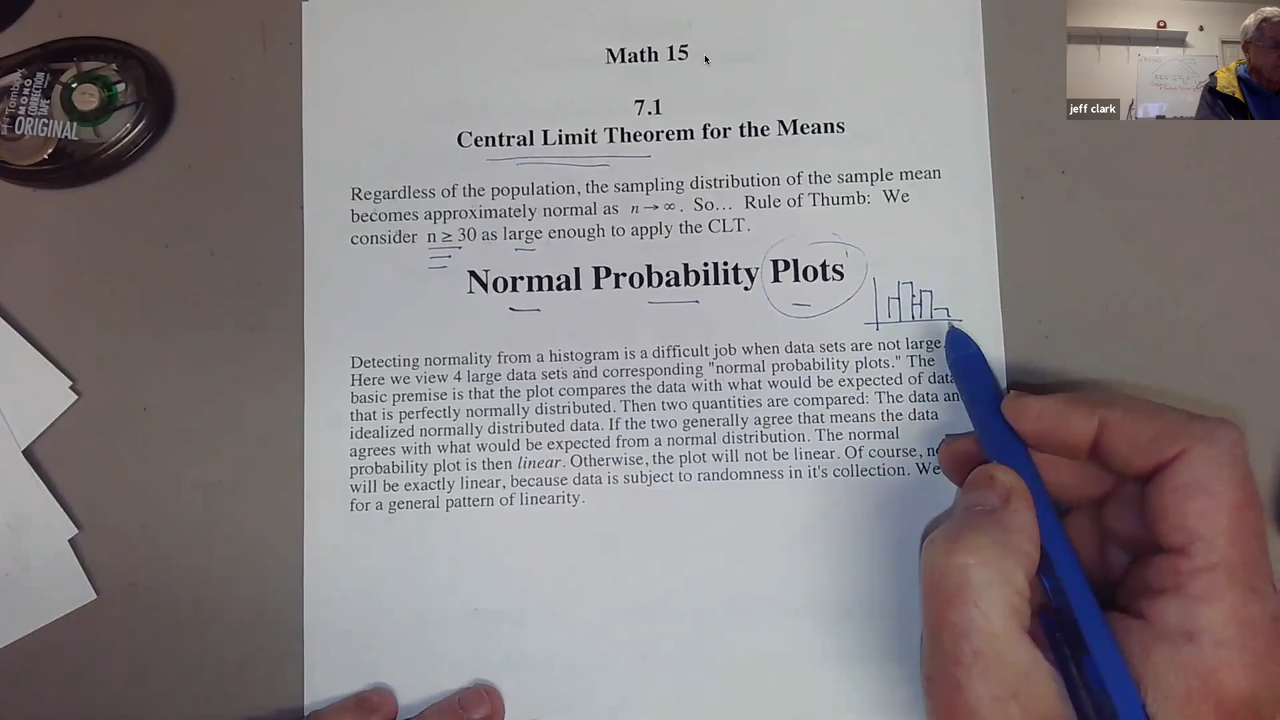 Math 15
7.1
Central Limit Theorem for the Means
Regardless of the population, the sampling distribution of the sample mean
becomes approximately normal as n → ∞. So... Rule of Thumb: We
consider n ≥ 30 as large enough to apply the CLT.
Normal Probability Plots
Detecting normality from a histogram is a difficult job when data sets are not large.
Here we view 4 large data sets and corresponding "normal probability plots." The
basic premise is that the plot compares the data with what would be expected of data
that is perfectly normally distributed. Then two quantities are compared: The data an
idealized normally distributed data. If the two generally agree that means the data
agrees with what would be expected from a normal distribution. The normal
probability plot is then linear. Otherwise, the plot will not be linear. Of course,
will be exactly linear, because data is subject to randomness in it's collection. We
for a general pattern of linearity.
Tombow
MONO
CORRECTION
TAPE
ORIGINAL
jeff clark